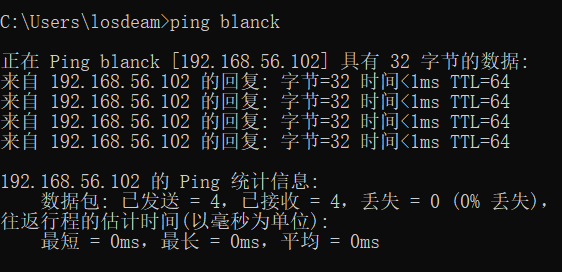 C:\Users\losdeam>ping blanck
正在 Ping blanck [192.168.56.102] 具有 32 字节的数据:
来自 192.168.56.102 的回复: 字节=32 时间<1ms TTL=64
来自 192.168.56.102 的回复: 字节=32 时间<1ms TTL=64
来自 192.168.56.102 的回复: 字节=32 时间<1ms TTL=64
来自 192.168.56.102 的回复: 字节=32 时间<1ms TTL=64
192.168.56.102 的 Ping 统计信息:
数据包: 已发送 = 4，已接收 = 4，丢失 = 0 (0% 丢失)，
往返行程的估计时间(以毫秒为单位):
最短 = 0ms，最长 = 0ms，平均 = 0ms